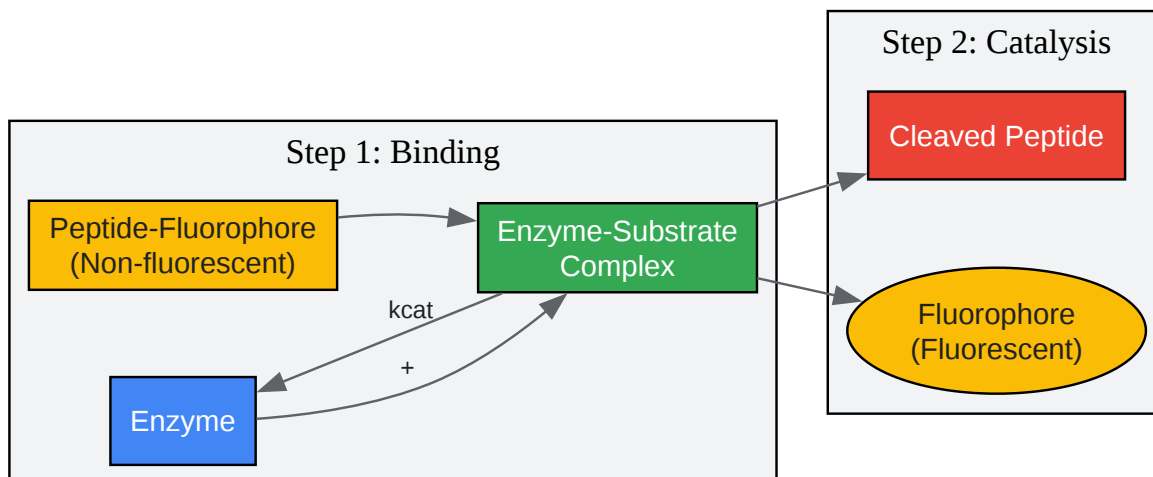 Step 1: Binding
Peptide-Fluorophore
(Non-fluorescent)
Enzyme-Substrate
Complex
kcat
+
Enzyme
Step 2: Catalysis
Cleaved Peptide
Fluorophore
(Fluorescent)